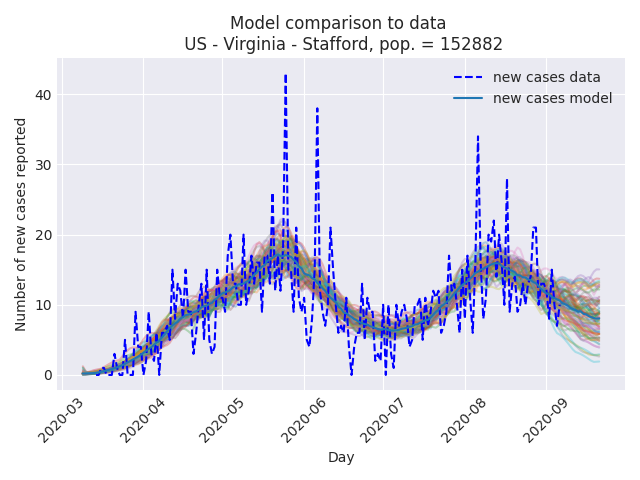 Model comparison to data
US - Virginia - Stafford, pop. = 152882
new cases data
new cases model
Number of new cases reported
40
30
20
10
0
2020-03
2020-04
2020-05
2020-06
2020-07
2020-08
2020-09
Day